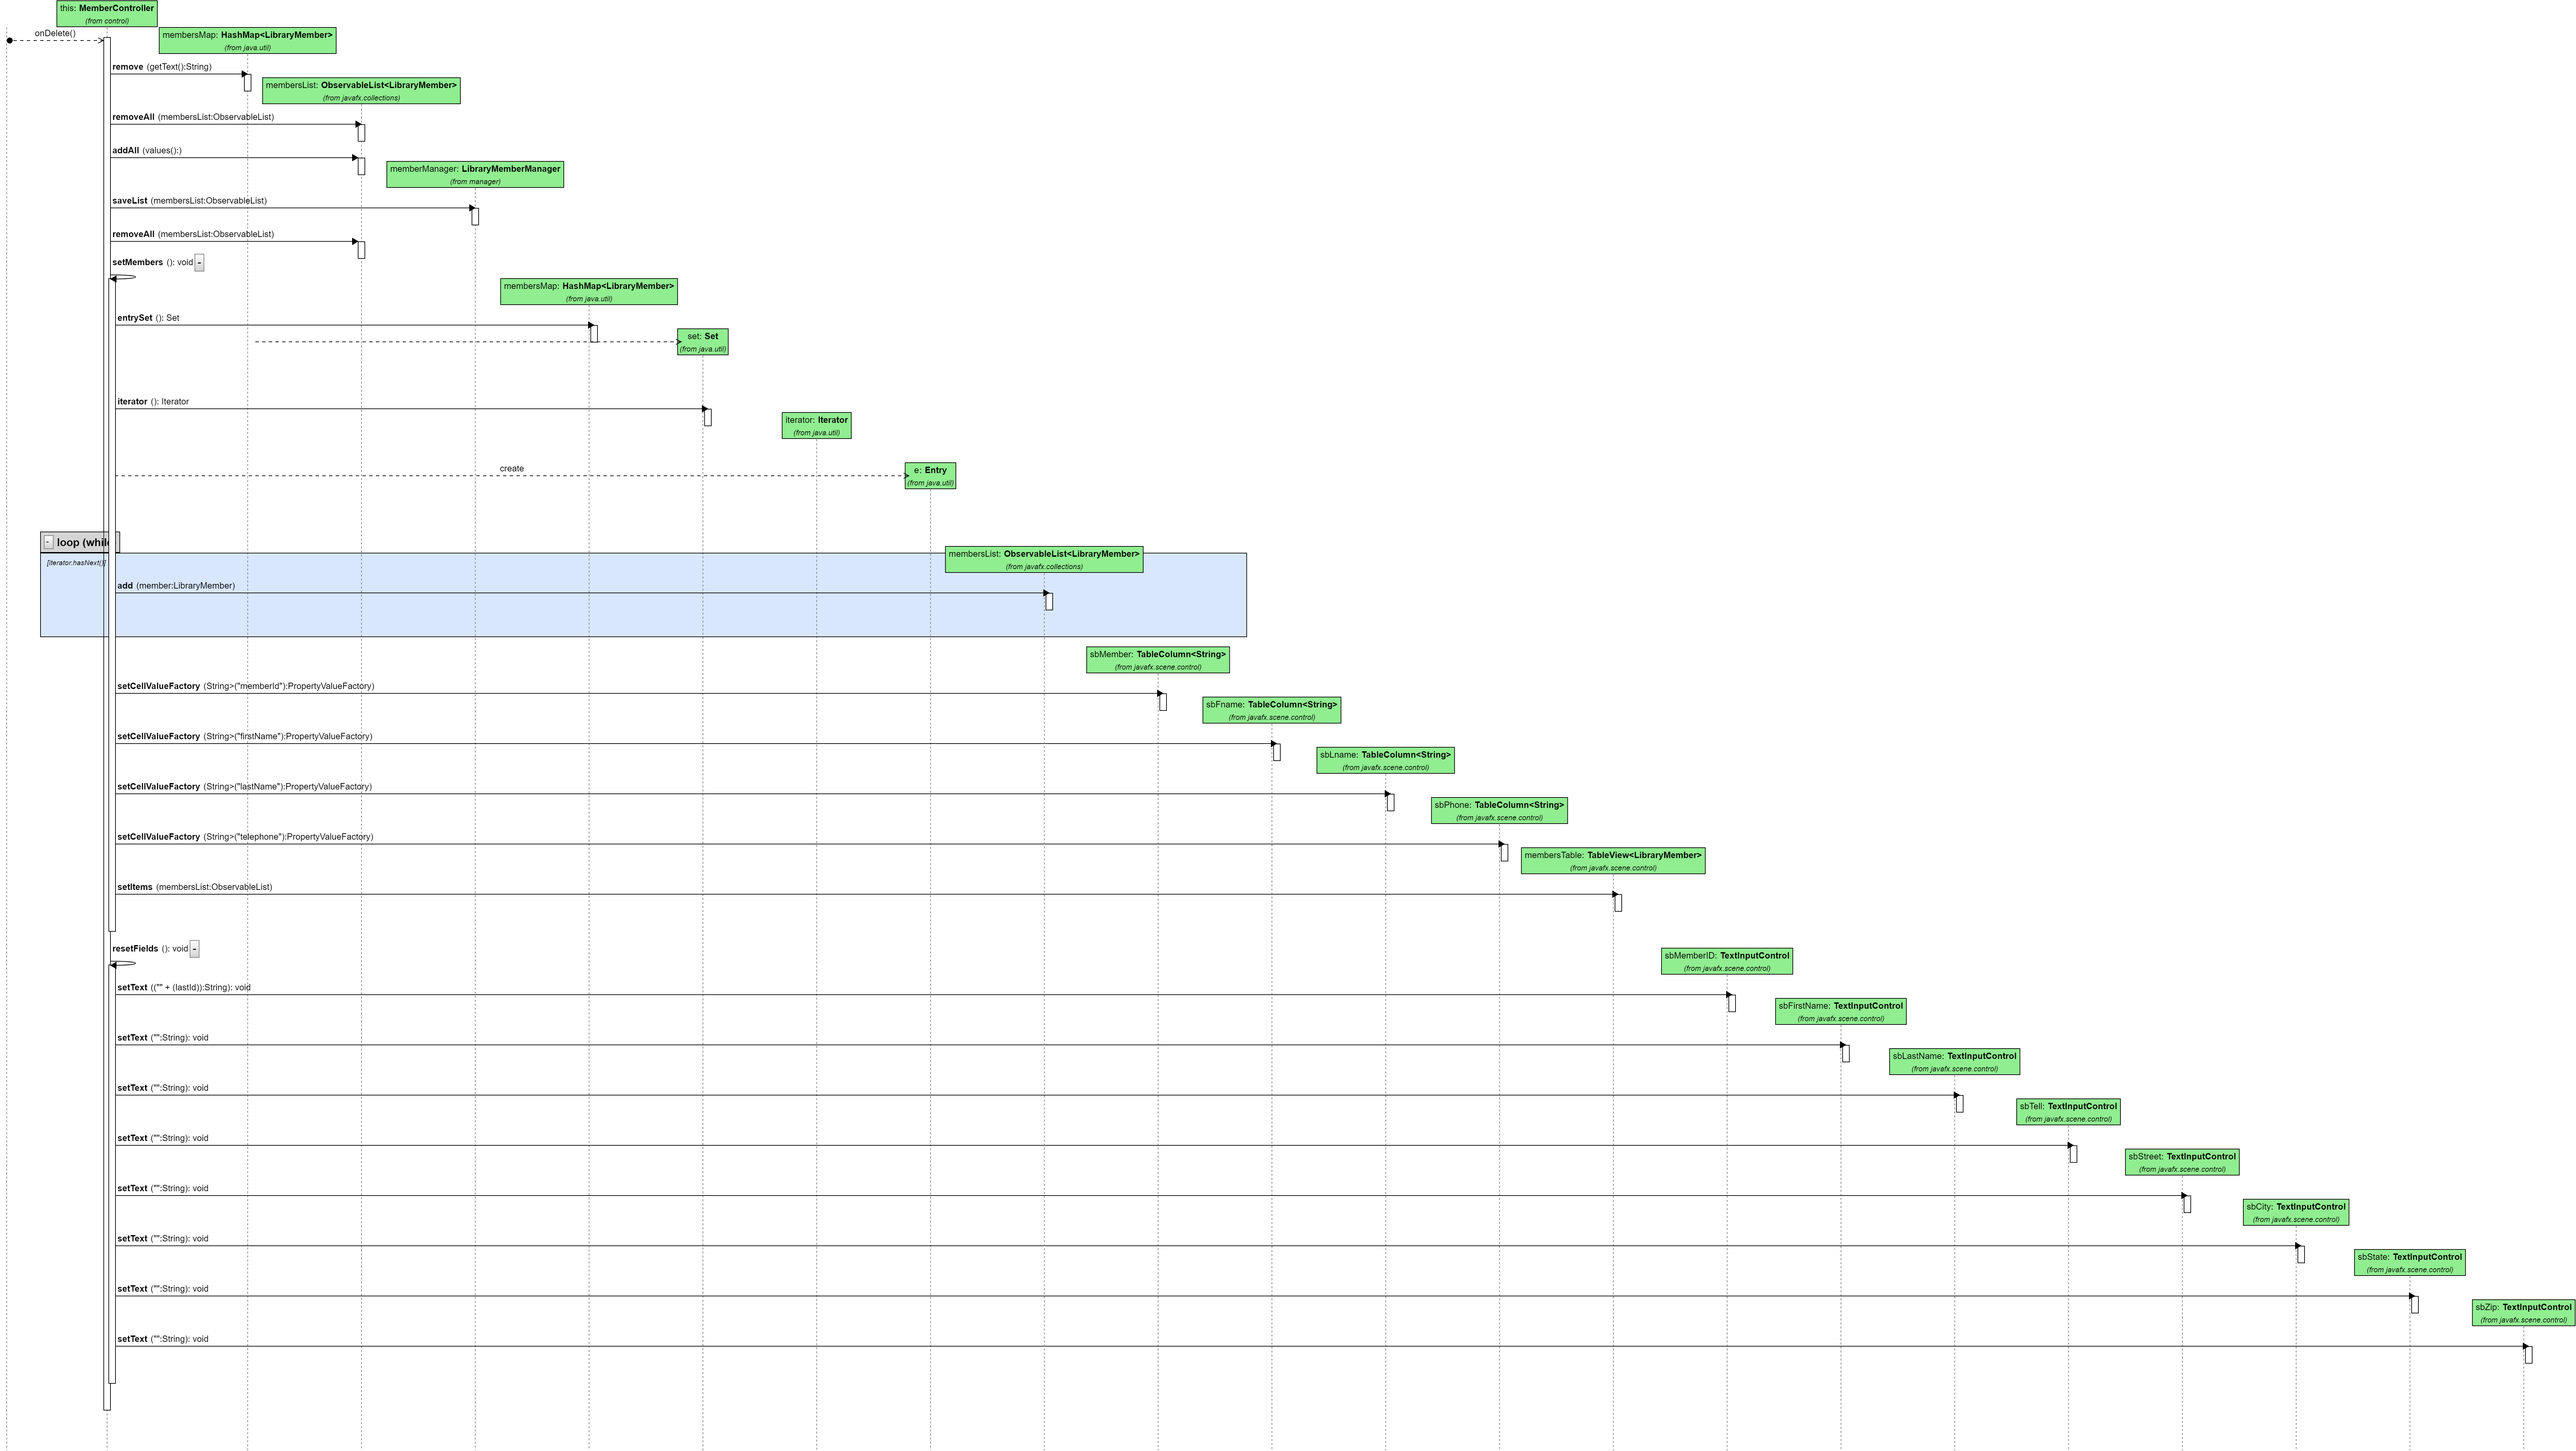 this: MemberController
(from control)
onDelete()
membersMap: HashMap<LibraryMember>
(from java.util)
remove (getText():String)
membersList: ObservableList<LibraryMember>
(from javafx.collections)
removeAll (membersList:ObservableList)
addAll (values():)
memberManager: LibraryMemberManager
(from manager)
saveList (membersList:ObservableList)
removeAll (membersList:ObservableList)
setMembers (): void -
membersMap: HashMap<LibraryMember>
(from java.util)
entrySet (): Set
set: Set
(from java.util)
iterator (): Iterator
iterator: Iterator
(from java.util)
create
e: Entry
(from java.util)
- loop (while
[iterator.hasNext()]
membersList: ObservableList<LibraryMember>
(from javafx.collections)
add (member:LibraryMember)
sbMember: TableColumn<String>
(from javafx.scene.control)
setCellValueFactory (String>("memberId"):PropertyValueFactory)
sbFname: TableColumn<String>
(from javafx.scene.control)
setCellValueFactory (String>("firstName"):PropertyValueFactory)
sbLname: TableColumn<String>
(from javafx.scene.control)
setCellValueFactory (String>("lastName"):PropertyValueFactory)
sbPhone: TableColumn<String>
(from javafx.scene.control)
setCellValueFactory (String>("telephone"):PropertyValueFactory)
membersTable: TableView<LibraryMember>
(from javafx.scene.control)
setItems (membersList:ObservableList)
resetFields (): void -
sbMemberID: TextInputControl
(from javafx.scene.control)
setText (("" + (lastId)):String): void
sbFirstName: TextInputControl
(from javafx.scene.control)
setText ("":String): void
sbLastName: TextInputControl
(from javafx.scene.control)
setText ("":String): void
sbTell: TextInputControl
(from javafx.scene.control)
setText ("":String): void
sbStreet: TextInputControl
(from javafx.scene.control)
setText ("":String): void
sbCity: TextInputControl
(from javafx.scene.control)
setText ("":String): void
sbState: TextInputControl
(from javafx.scene.control)
setText ("":String): void
sbZip: TextInputControl
(from javafx.scene.control)
setText ("":String): void